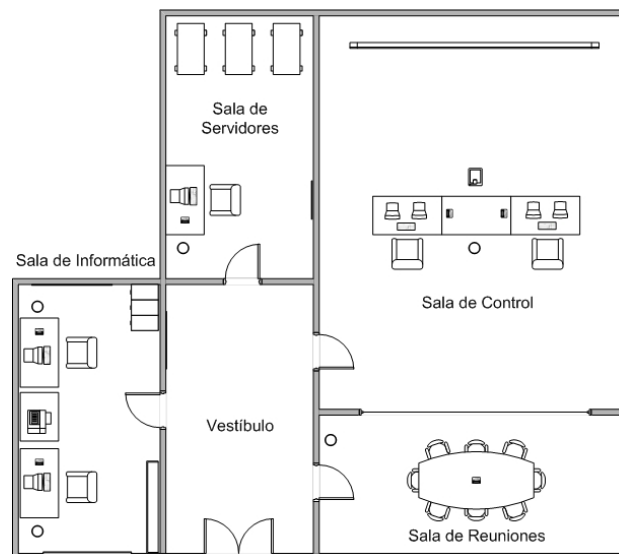 Sala de
Servidores
Sala de Informática
Sala de Control
Vestíbulo
Sala de Reuniones